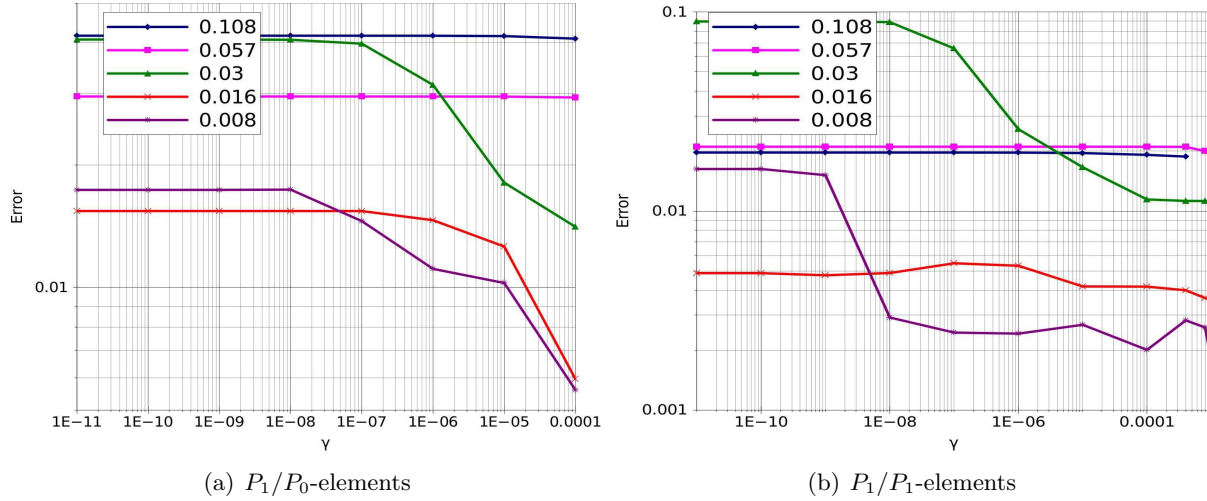 0.108
0.057
0.03
0.016
0.008
Error
0.01
1E-11 1E-10 1E-09 1E-08 1E-07 1E-06 1E-05 0.0001
γ
(a) P₁/P₀-elements
0.1
0.108
0.057
0.03
0.016
0.008
Error
0.01
0.001
1E-10 1E-08 1E-06 0.0001
γ
(b) P₁/P₁-elements